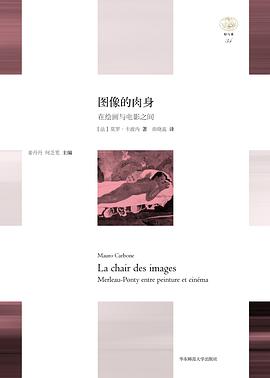 34
图像的肉身
在绘画与电影之间
[法] 莫罗·卡波内 著 曲晓蕊 译
姜丹丹 何乏笔 主编
Mauro Carbone
La chair des images
Merleau-Ponty entre peinture et cinéma
华东师范大学出版社